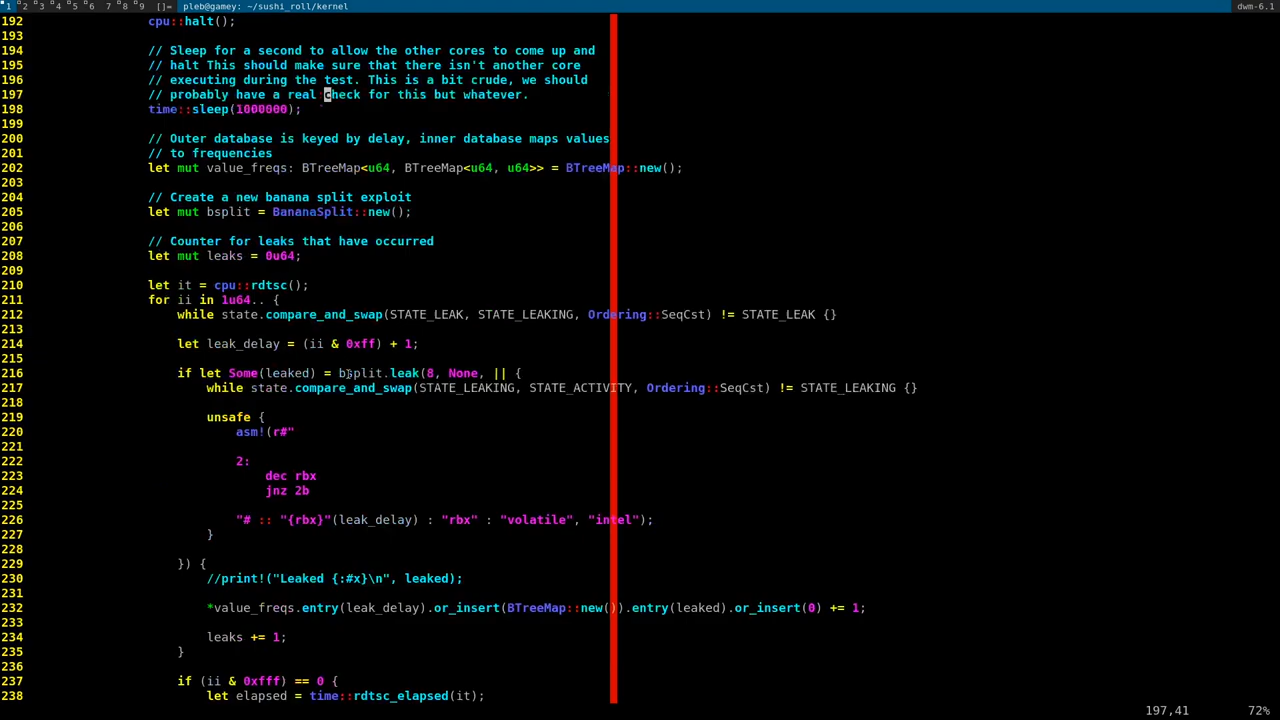 1 2 3 4 5 6 7 8 9 []= pleb@gamey: ~/sushi_roll/kernel dwm-6.1
192 cpu::halt();
193
194 // Sleep for a second to allow the other cores to come up and
195 // halt This should make sure that there isn't another core
196 // executing during the test. This is a bit crude, we should
197 // probably have a real check for this but whatever.
198 time::sleep(1000000);
199
200 // Outer database is keyed by delay, inner database maps values
201 // to frequencies
202 let mut value_freqs: BTreeMap<u64, BTreeMap<u64, u64>> = BTreeMap::new();
203
204 // Create a new banana split exploit
205 let mut bsplit = BananaSplit::new();
206
207 // Counter for leaks that have occurred
208 let mut leaks = 0u64;
209
210 let it = cpu::rdtsc();
211 for ii in 1u64.. {
212 while state.compare_and_swap(STATE_LEAK, STATE_LEAKING, Ordering::SeqCst) != STATE_LEAK {}
213
214 let leak_delay = (ii & 0xff) + 1;
215
216 if let Some(leaked) = bsplit.leak(8, None, || {
217 while state.compare_and_swap(STATE_LEAKING, STATE_ACTIVITY, Ordering::SeqCst) != STATE_LEAKING {}
218
219 unsafe {
220 asm!(r#"
221
222 2:
223 dec rbx
224 jnz 2b
225
226 "# :: "{rbx}"(leak_delay) : "rbx" : "volatile", "intel");
227 }
228
229 }) {
230 //print!("Leaked {:#x}\n", leaked);
231
232 *value_freqs.entry(leak_delay).or_insert(BTreeMap::new()).entry(leaked).or_insert(0) += 1;
233
234 leaks += 1;
235 }
236
237 if (ii & 0xfff) == 0 {
238 let elapsed = time::rdtsc_elapsed(it);
197,41 72%